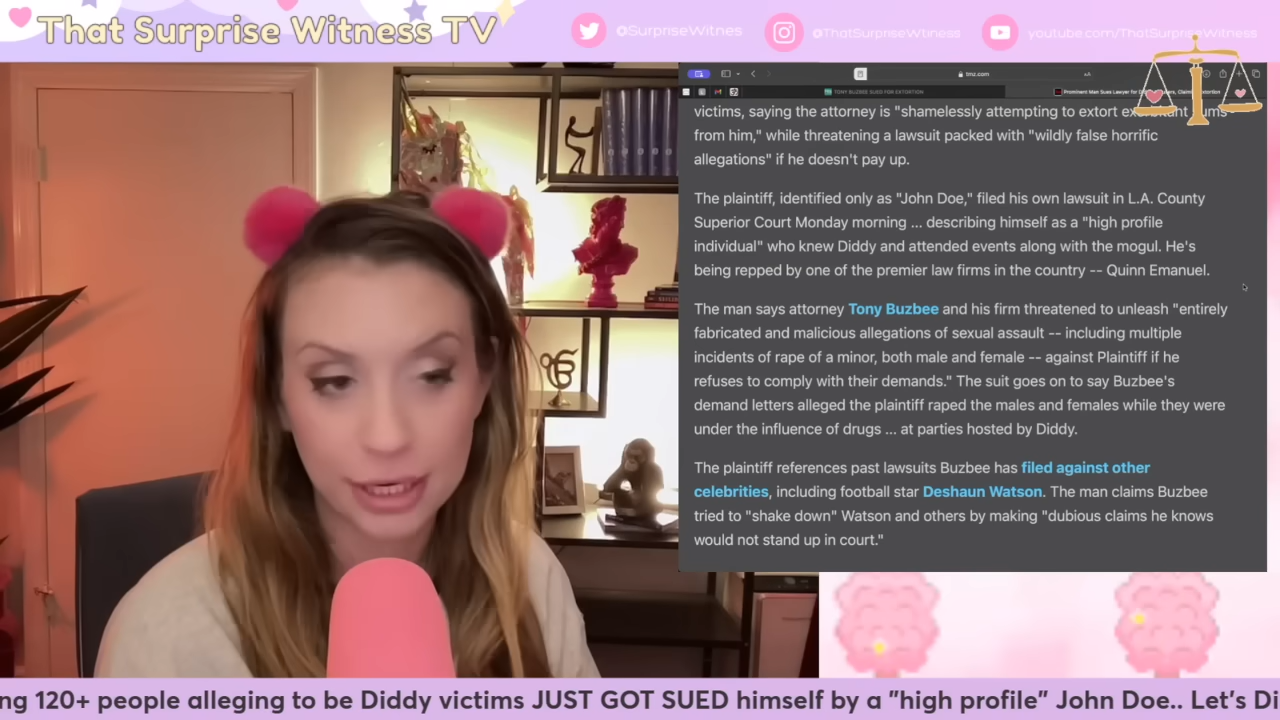 That Surprise Witness TV
@SurpriseWitnes
@ThatSurpriseWtiness
youtube.com/ThatSurpriseWitness
tmz.com
TONY BUZBEE SUED FOR EXTORTION
victims, saying the attorney is "shamelessly attempting to extort exorbitant sums
from him," while threatening a lawsuit packed with "wildly false horrific
allegations" if he doesn't pay up.
The plaintiff, identified only as "John Doe," filed his own lawsuit in L.A. County
Superior Court Monday morning ... describing himself as a "high profile
individual" who knew Diddy and attended events along with the mogul. He's
being repped by one of the premier law firms in the country -- Quinn Emanuel.
The man says attorney Tony Buzbee and his firm threatened to unleash "entirely
fabricated and malicious allegations of sexual assault -- including multiple
incidents of rape of a minor, both male and female -- against Plaintiff if he
refuses to comply with their demands." The suit goes on to say Buzbee's
demand letters alleged the plaintiff raped the males and females while they were
under the influence of drugs ... at parties hosted by Diddy.
The plaintiff references past lawsuits Buzbee has filed against other
celebrities, including football star Deshaun Watson. The man claims Buzbee
tried to "shake down" Watson and others by making "dubious claims he knows
would not stand up in court."
ng 120+ people alleging to be Diddy victims JUST GOT SUED himself by a "high profile" John Doe.. Let's Di